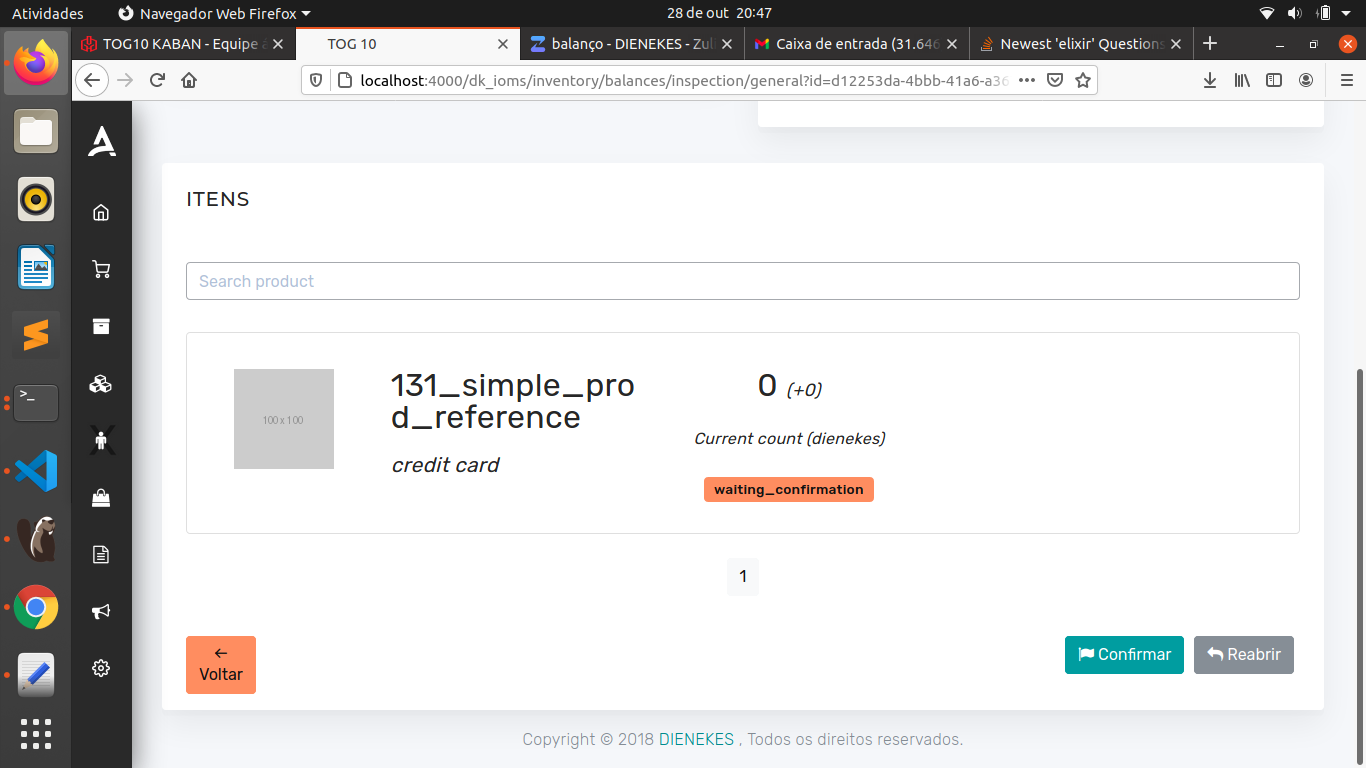 Atividades
Navegador Web Firefox
28 de out 20:47
TOG10 KABAN - Equipe
TOG 10
balanço - DIENEKES - Zul
Caixa de entrada (31.646
Newest 'elixir' Questions
localhost:4000/dk_ioms/inventory/balances/inspection/general?id=d12253da-4bbb-41a6-a36
ITENS
Search product
100 x 100
131_simple_pro
d_reference
credit card
0 (+0)
Current count (dienekes)
waiting_confirmation
1
←
Voltar
Confirmar
Reabrir
Copyright © 2018 DIENEKES , Todos os direitos reservados.